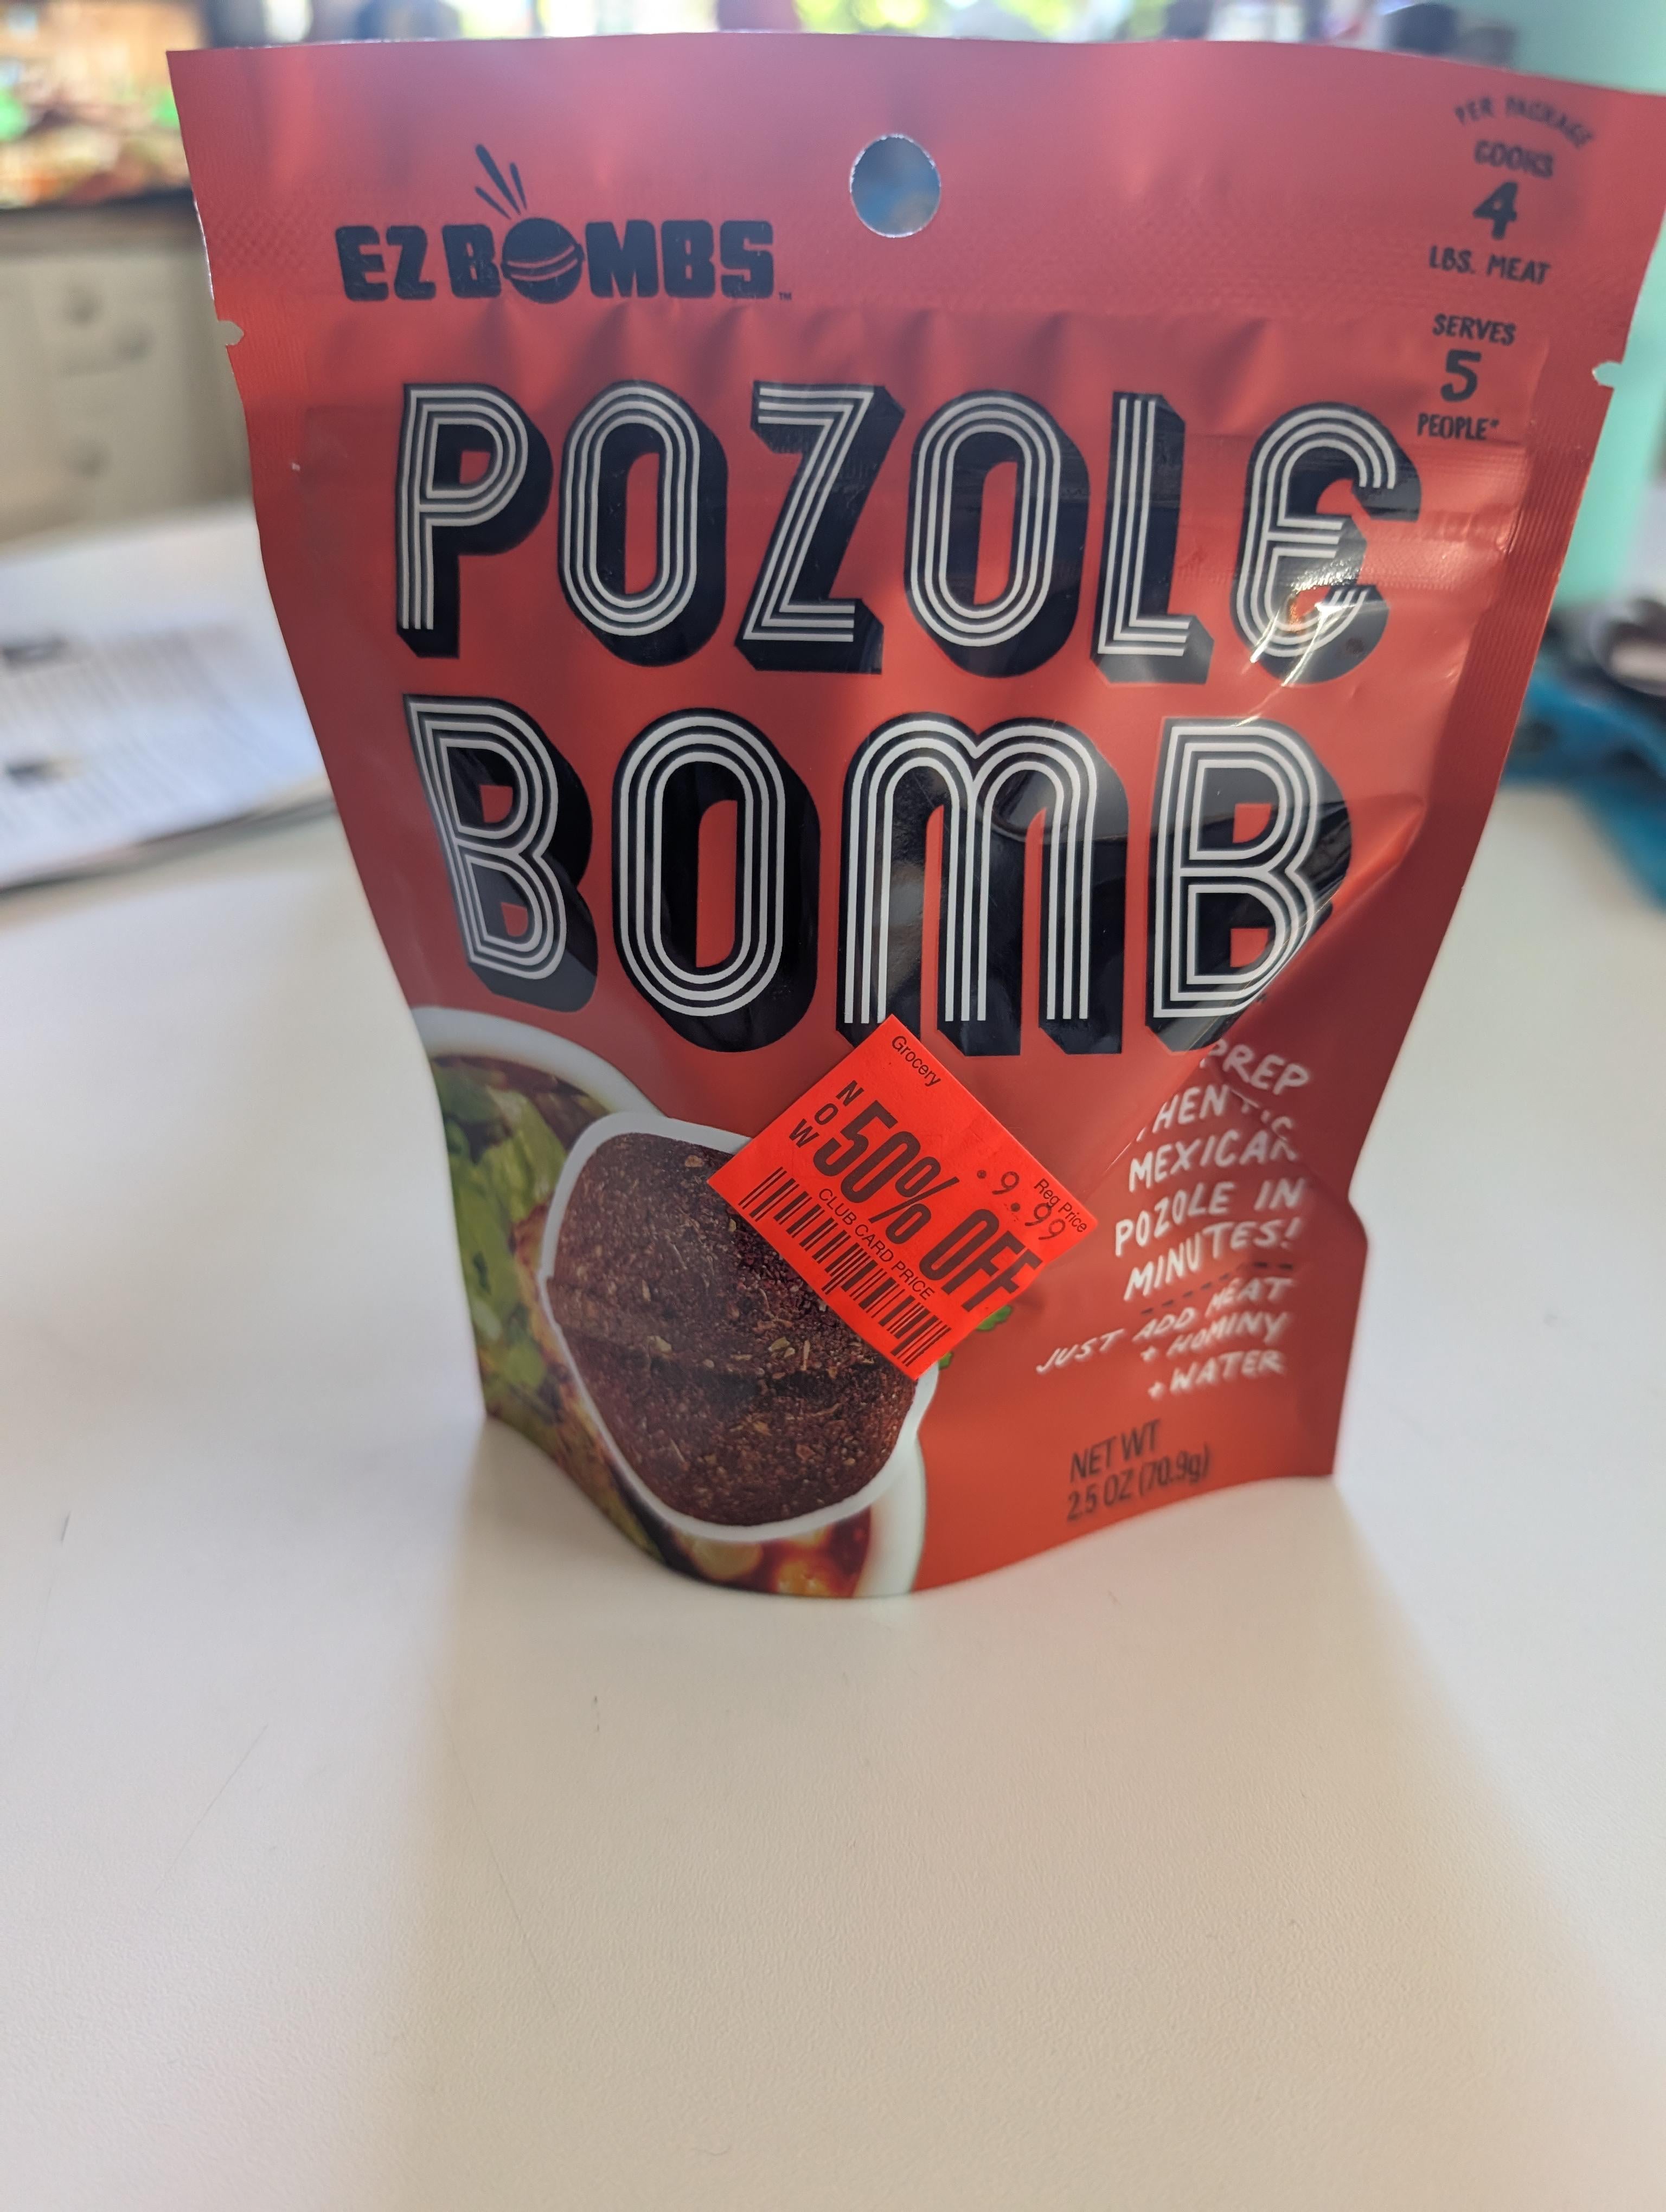 EZ BOMBS™
PER PACKAGE
COOKS
4
LBS. MEAT
SERVES
5
PEOPLE*
POZOLE
BOMB
PREP
MEXICAN
POZOLE IN
MINUTES!
JUST ADD MEAT
+ HOMINY
+ WATER
NET WT
2.5 OZ (70.9g)
Grocery
Reg Price
.9.99
NOW
50% OFF
CLUB CARD PRICE